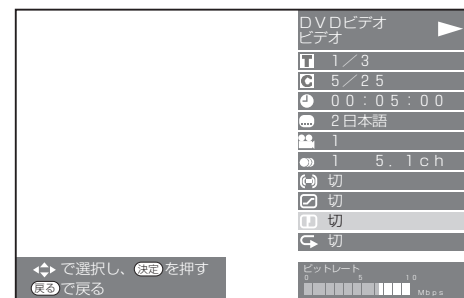 DVDビデオ
ビデオ
T 1／3
C 5／25
00：05：00
2日本語
1
1 5．1ch
切
切
切
切
で選択し、決定を押す
戻るで戻る
ビットレート
0 5 10
Mbps